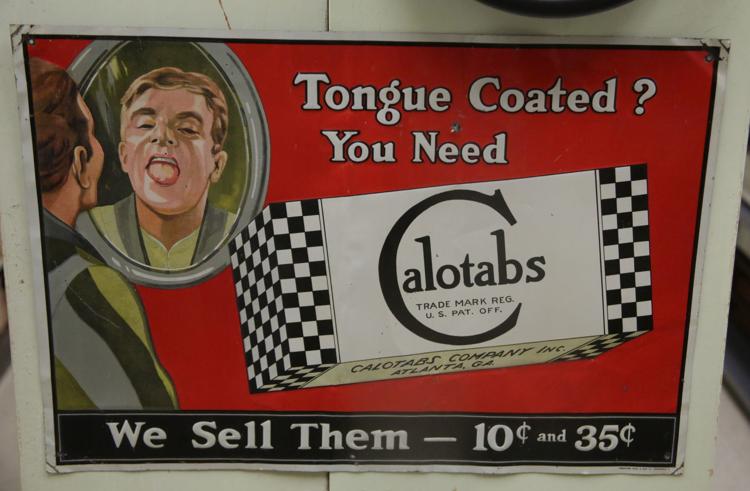 Tongue Coated ?
You Need
Calotabs
TRADE MARK REG.
U. S. PAT. OFF.
CALOTABS COMPANY INC.
ATLANTA, GA.
We Sell Them — 10¢ and 35¢